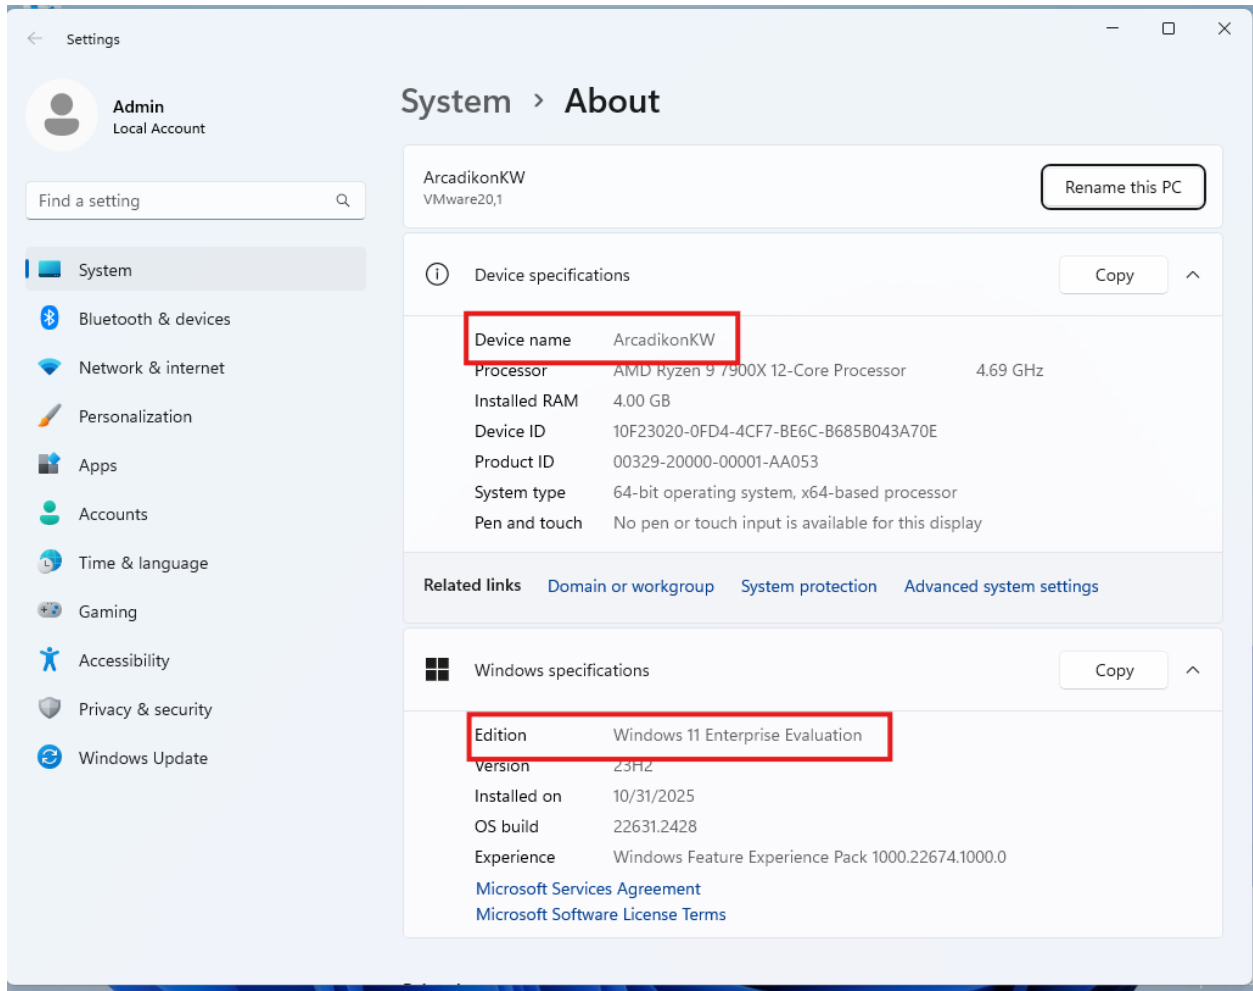 Settings
Admin
Local Account
Find a setting
System
Bluetooth & devices
Network & internet
Personalization
Apps
Accounts
Time & language
Gaming
Accessibility
Privacy & security
Windows Update
System > About
ArcadikonKW
VMware20,1
Rename this PC
Device specifications
Copy
Device name ArcadikonKW
Processor AMD Ryzen 9 7900X 12-Core Processor 4.69 GHz
Installed RAM 4.00 GB
Device ID 10F23020-0FD4-4CF7-BE6C-B685B043A70E
Product ID 00329-20000-00001-AA053
System type 64-bit operating system, x64-based processor
Pen and touch No pen or touch input is available for this display
Related links Domain or workgroup System protection Advanced system settings
Windows specifications
Copy
Edition Windows 11 Enterprise Evaluation
Version 23H2
Installed on 10/31/2025
OS build 22631.2428
Experience Windows Feature Experience Pack 1000.22674.1000.0
Microsoft Services Agreement
Microsoft Software License Terms